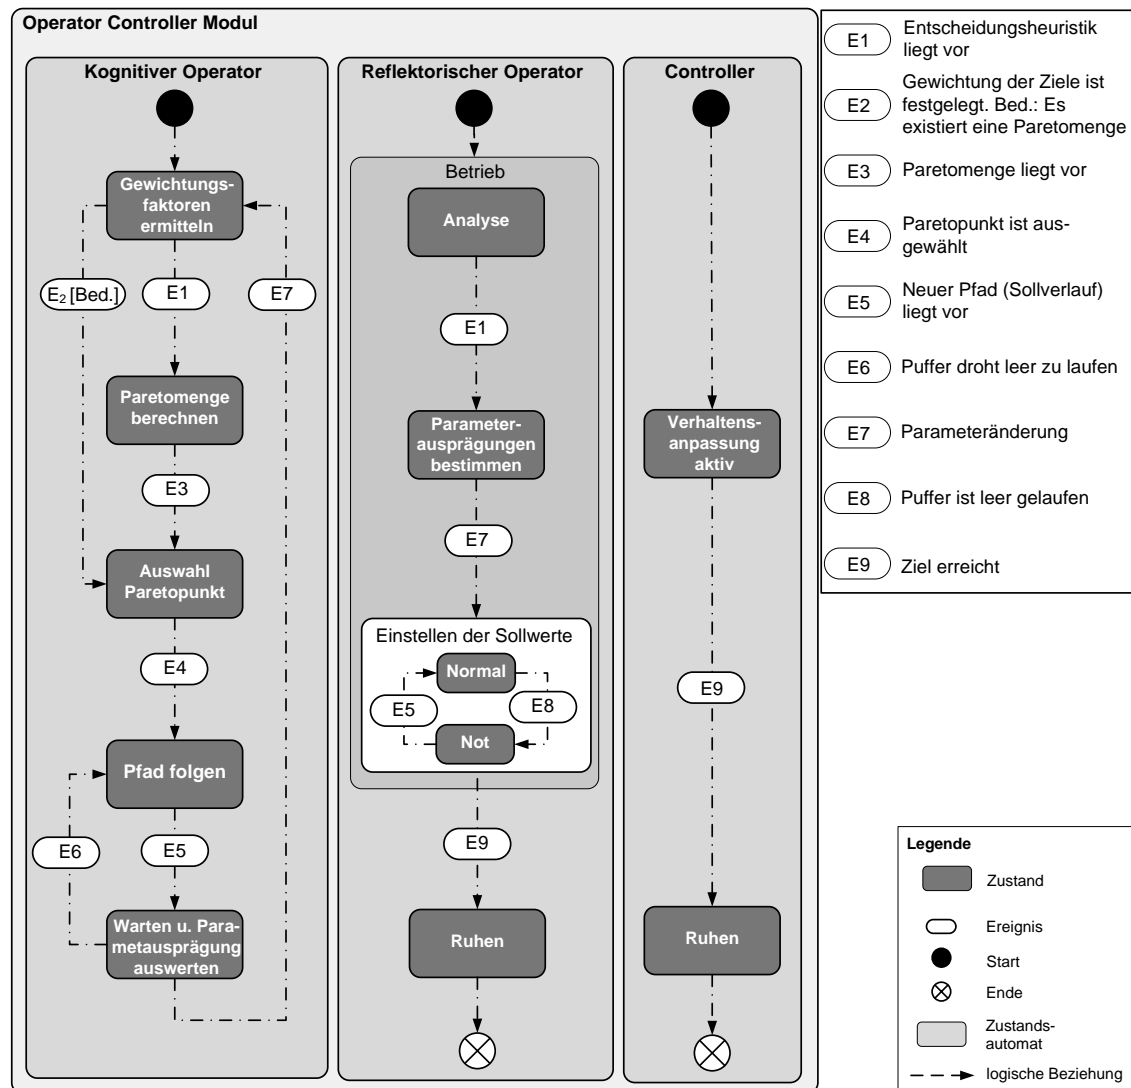 Operator Controller Modul
Kognitiver Operator
Gewichtungs-
faktoren
ermitteln
E2 [Bed.]
E1
E7
Paretomenge
berechnen
E3
Auswahl
Paretopunkt
E4
Pfad folgen
E6
E5
Warten u. Para-
metausprägung
auswerten
Reflektorischer Operator
Betrieb
Analyse
E1
Parameter-
ausprägungen
bestimmen
E7
Einstellen der Sollwerte
Normal
E5
E8
Not
E9
Ruhen
Controller
Verhaltens-
anpassung
aktiv
E9
Ruhen
E1
Entscheidungsheuristik
liegt vor
E2
Gewichtung der Ziele ist
festgelegt. Bed.: Es
existiert eine Paretomenge
E3
Paretomenge liegt vor
E4
Paretopunkt ist aus-
gewählt
E5
Neuer Pfad (Sollverlauf)
liegt vor
E6
Puffer droht leer zu laufen
E7
Parameteränderung
E8
Puffer ist leer gelaufen
E9
Ziel erreicht
Legende
Zustand
Ereignis
Start
Ende
Zustands-
automat
logische Beziehung